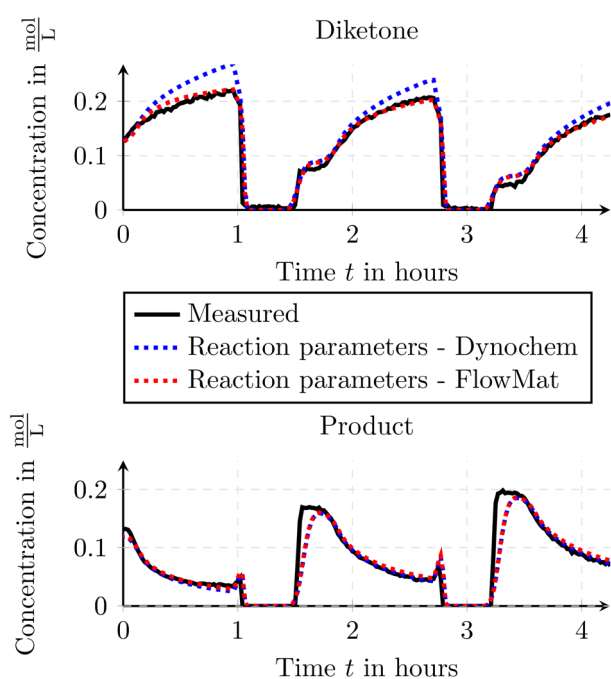 Diketone
Concentration in mol/L
0.2
0.1
0
0 1 2 3 4
Time t in hours
Measured
Reaction parameters - Dynochem
Reaction parameters - FlowMat
Product
Concentration in mol/L
0.2
0.1
0
0 1 2 3 4
Time t in hours